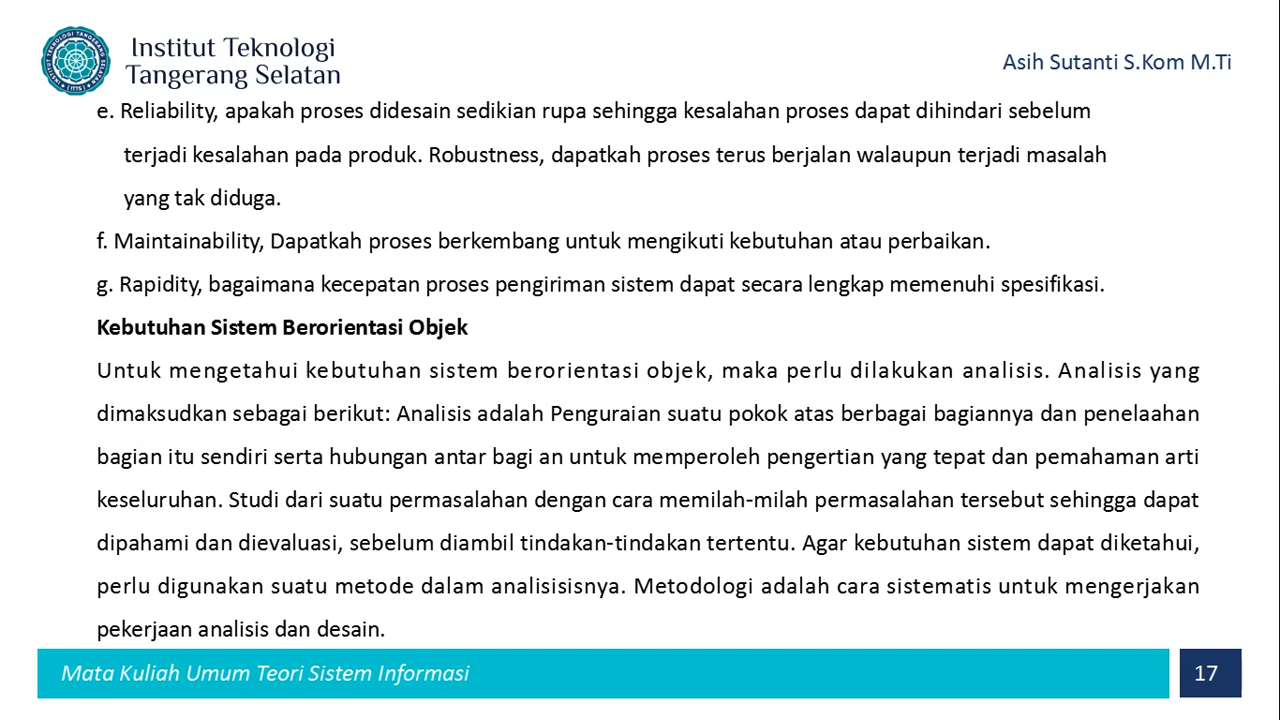 Institut Teknologi
Tangerang Selatan
Asih Sutanti S.Kom M.Ti
e. Reliability, apakah proses didesain sedikian rupa sehingga kesalahan proses dapat dihindari sebelum
terjadi kesalahan pada produk. Robustness, dapatkah proses terus berjalan walaupun terjadi masalah
yang tak diduga.
f. Maintainability, Dapatkah proses berkembang untuk mengikuti kebutuhan atau perbaikan.
g. Rapidity, bagaimana kecepatan proses pengiriman sistem dapat secara lengkap memenuhi spesifikasi.
Kebutuhan Sistem Berorientasi Objek
Untuk mengetahui kebutuhan sistem berorientasi objek, maka perlu dilakukan analisis. Analisis yang
dimaksudkan sebagai berikut: Analisis adalah Penguraian suatu pokok atas berbagai bagiannya dan penelaahan
bagian itu sendiri serta hubungan antar bagi an untuk memperoleh pengertian yang tepat dan pemahaman arti
keseluruhan. Studi dari suatu permasalahan dengan cara memilah-milah permasalahan tersebut sehingga dapat
dipahami dan dievaluasi, sebelum diambil tindakan-tindakan tertentu. Agar kebutuhan sistem dapat diketahui,
perlu digunakan suatu metode dalam analisisisnya. Metodologi adalah cara sistematis untuk mengerjakan
pekerjaan analisis dan desain.
Mata Kuliah Umum Teori Sistem Informasi
17